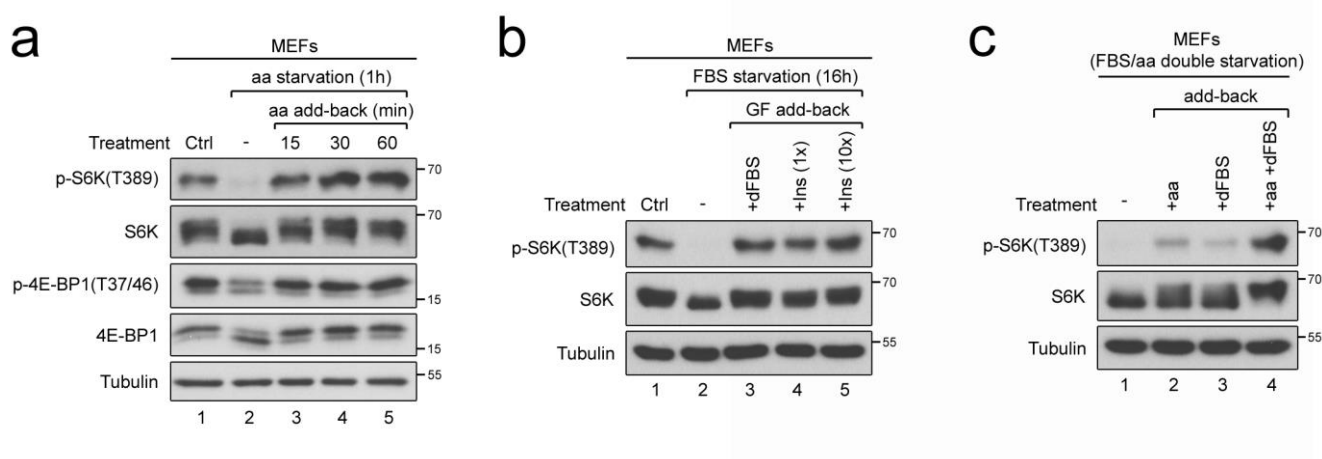 a
MEFs
aa starvation (1h)
aa add-back (min)
Treatment Ctrl - 15 30 60
p-S6K(T389) 70
S6K 70
p-4E-BP1(T37/46) 15
4E-BP1 15
Tubulin 55
1 2 3 4 5
b
MEFs
FBS starvation (16h)
GF add-back
Treatment Ctrl - +dFBS +Ins (1x) +Ins (10x)
p-S6K(T389) 70
S6K 70
Tubulin 55
1 2 3 4 5
c
MEFs
(FBS/aa double starvation)
add-back
Treatment - +aa +dFBS +aa +dFBS
p-S6K(T389) 70
S6K 70
Tubulin 55
1 2 3 4